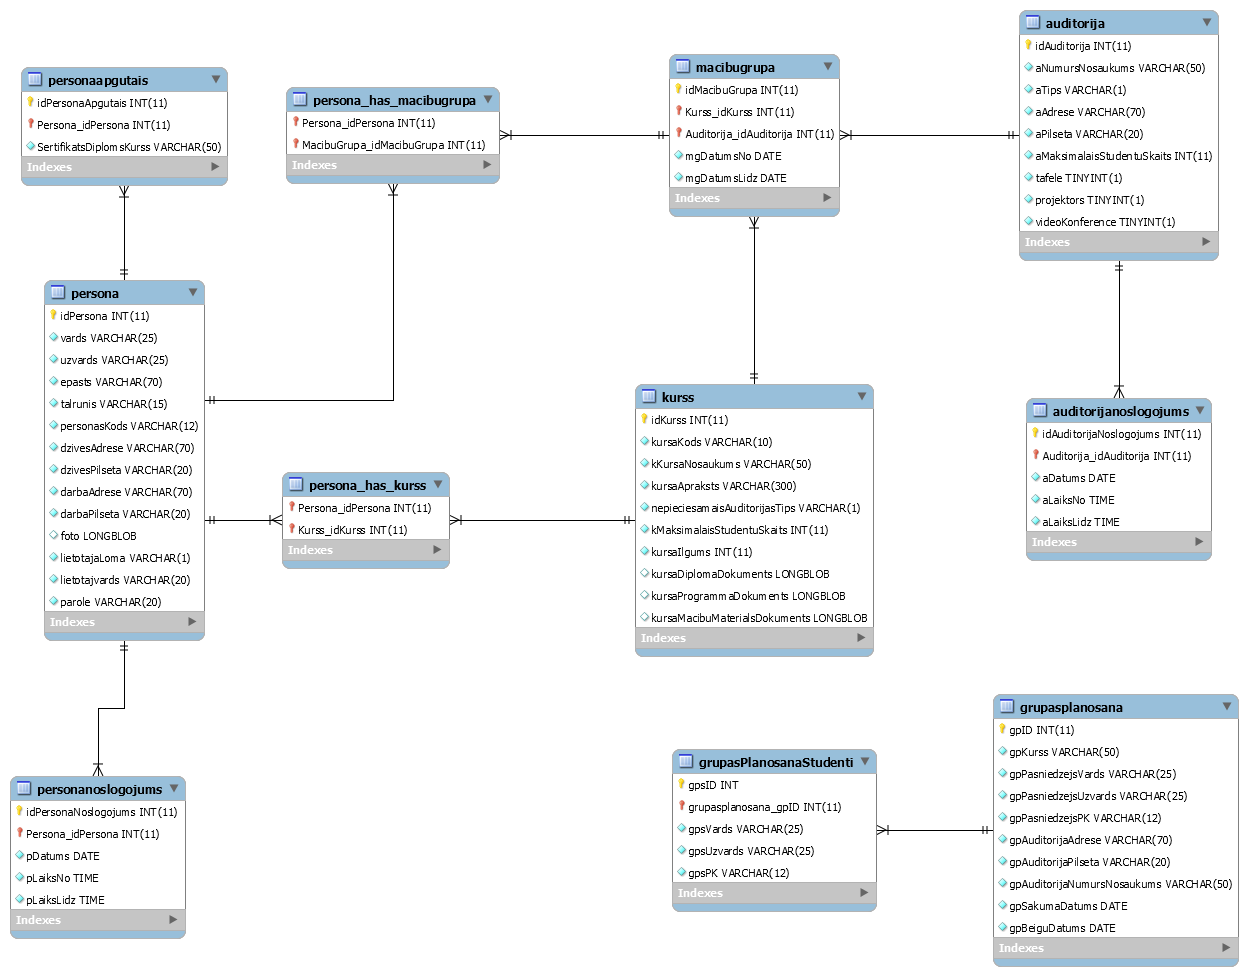 personaapgutais
idPersonaApgutais INT(11)
Persona_idPersona INT(11)
SertifikatsDiplomsKurss VARCHAR(50)
Indexes
persona_has_macibugrupa
Persona_idPersona INT(11)
MacibuGrupa_idMacibuGrupa INT(11)
Indexes
macibugrupa
idMacibuGrupa INT(11)
Kurss_idKurss INT(11)
Auditorija_idAuditorija INT(11)
mgDatumsNo DATE
mgDatumsLidz DATE
Indexes
auditorija
idAuditorija INT(11)
aNumursNosaukums VARCHAR(50)
aTips VARCHAR(1)
aAdrese VARCHAR(70)
aPilseta VARCHAR(20)
aMaksimalaisStudentuSkaits INT(11)
tafele TINYINT(1)
projektors TINYINT(1)
videoKonference TINYINT(1)
Indexes
persona
idPersona INT(11)
vards VARCHAR(25)
uzvards VARCHAR(25)
epasts VARCHAR(70)
talrunis VARCHAR(15)
personasKods VARCHAR(12)
dzivesAdrese VARCHAR(70)
dzivesPilseta VARCHAR(20)
darbaAdrese VARCHAR(70)
darbaPilseta VARCHAR(20)
foto LONGBLOB
lietotajaLoma VARCHAR(1)
lietotajvards VARCHAR(20)
parole VARCHAR(20)
Indexes
persona_has_kurss
Persona_idPersona INT(11)
Kurss_idKurss INT(11)
Indexes
kurss
idKurss INT(11)
kursaKods VARCHAR(10)
kKursaNosaukums VARCHAR(50)
kursaApraksts VARCHAR(300)
nepieciesamaisAuditorijasTips VARCHAR(1)
kMaksimalaisStudentuSkaits INT(11)
kursaIlgums INT(11)
kursaDiplomaDokuments LONGBLOB
kursaProgrammaDokuments LONGBLOB
kursaMacibuMaterialsDokuments LONGBLOB
Indexes
auditorijanoslogojums
idAuditorijaNoslogojums INT(11)
Auditorija_idAuditorija INT(11)
aDatums DATE
aLaiksNo TIME
aLaiksLidz TIME
Indexes
personanoslogojums
idPersonaNoslogojums INT(11)
Persona_idPersona INT(11)
pDatums DATE
pLaiksNo TIME
pLaiksLidz TIME
Indexes
grupasPlanosanaStudenti
gpsID INT
grupasplanosana_gpID INT(11)
gpsVards VARCHAR(25)
gpsUzvards VARCHAR(25)
gpsPK VARCHAR(12)
Indexes
grupasplanosana
gpID INT(11)
gpKurss VARCHAR(50)
gpPasniedzejsVards VARCHAR(25)
gpPasniedzejsUzvards VARCHAR(25)
gpPasniedzejsPK VARCHAR(12)
gpAuditorijaAdrese VARCHAR(70)
gpAuditorijaPilseta VARCHAR(20)
gpAuditorijaNumursNosaukums VARCHAR(50)
gpSakumaDatums DATE
gpBeiguDatums DATE
Indexes